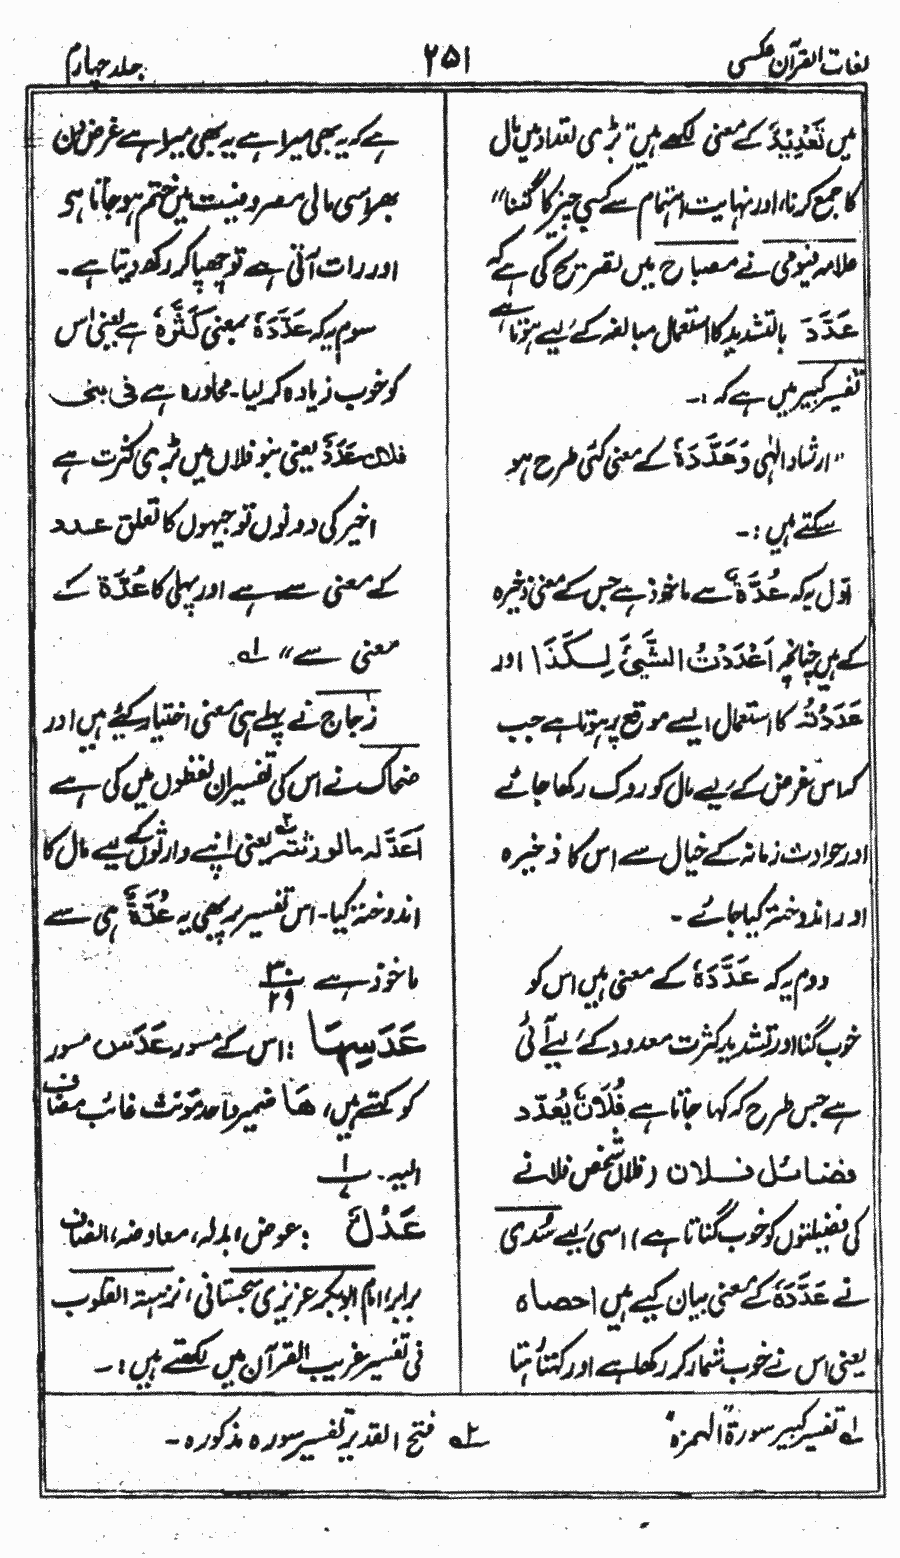 لغات القرآن عکسی
۲۵۱
جلد چہارم
میں تَعْدِیْدٌ کے معنی لکھے ہیں "بڑی تعداد میں مال
کا جمع کرنا، اور نہایت اہتمام سے کسی چیز کا گننا"
علامہ فیومی نے مصباح میں تصریح کی ہے کہ
عَدَّدَ بالتشدید کا استعمال مبالغہ کے لیے ہوتا ہے
تفسیر کبیر میں ہے کہ :۔
"ارشاد الٰہی وَعَدَّدَہٗ کے معنی کئی طرح ہو
سکتے ہیں :۔
اول یہ کہ عُدَّۃٌ سے ماخوذ ہے جس کے معنی ذخیرہ
کے ہیں چنانچہ اَعْدَدْتُ الشَّیْئَ لِکَذَا اور
عَدَدْتُہٗ کا استعمال ایسے موقع پر ہوتا ہے جب
کہ اس غرض کے لیے مال کو روک رکھا جائے
اور حوادث زمانہ کے خیال سے اس کا ذخیرہ
اور اندوختہ کیا جائے ۔
دوم یہ کہ عَدَّدَہٗ کے معنی ہیں اس کو
خوب گنا اور تشدید کثرت معدود کے لیے آئی
ہے جس طرح کہ کہا جاتا ہے فُلَانٌ یُعَدِّد
فضائل فلان (فلاں شخص فلانے
کی فضیلتوں کو خوب گناتا ہے) اسی لیے سُدی
نے عَدَّدَہٗ کے معنی بیان کیے ہیں احصاہ
یعنی اس نے خوب شمار کر رکھا ہے اور کہتا
ہے کہ یہ بھی میرا ہے یہ بھی میرا ہے غرض دن
بھر اسی مالی مصروفیت میں ختم ہو جاتا ہی
اور رات آئی ہے تو چھپا کر رکھ دیتا ہے ۔
سوم یہ کہ عَدَّدَہٗ بمعنی کَثَّرَہٗ ہے یعنی اس
کو خوب زیادہ کر لیا۔ محاورہ ہے فی بنی
فلان عَدَدٌ یعنی بنو فلاں میں بڑی کثرت ہے
اخیر کی دونوں توجیہوں کا تعلق عدد
کے معنی سے ہے اور پہلی کا عُدَّۃ کے
معنی سے" لہ
زجاج نے پہلے ہی معنی اختیار کئے ہیں اور
ضحاک نے اس کی تفسیر ان لفظوں میں کی ہے
اَعَدَّ لہ مالو رثتہ یعنی اپنے وارثوں کے لیے مال کا
اندوختہ کیا۔ اس تفسیر پر بھی یہ عُدَّۃٌ ہی سے
ماخوذ ہے ۳۰/۲۹
عَدَسِہَا : اس کے مسور عَدَس مسور
کو کہتے ہیں، ھَا ضمیر واحد مؤنث غائب مضاف
الیہ۔ ۱/
عَدْلٌ : عوض، بدلہ، معاوضہ، انصاف
برابر، امام ابوبکر عزیزی سجستانی، نزہتہ القلوب
فی تفسیر غریب القرآن میں لکھتے ہیں :۔
لہ تفسیر کبیر سورۃ الہمزہ
۲ہ فتح القدیر تفسیر سورہ مذکورہ ۔